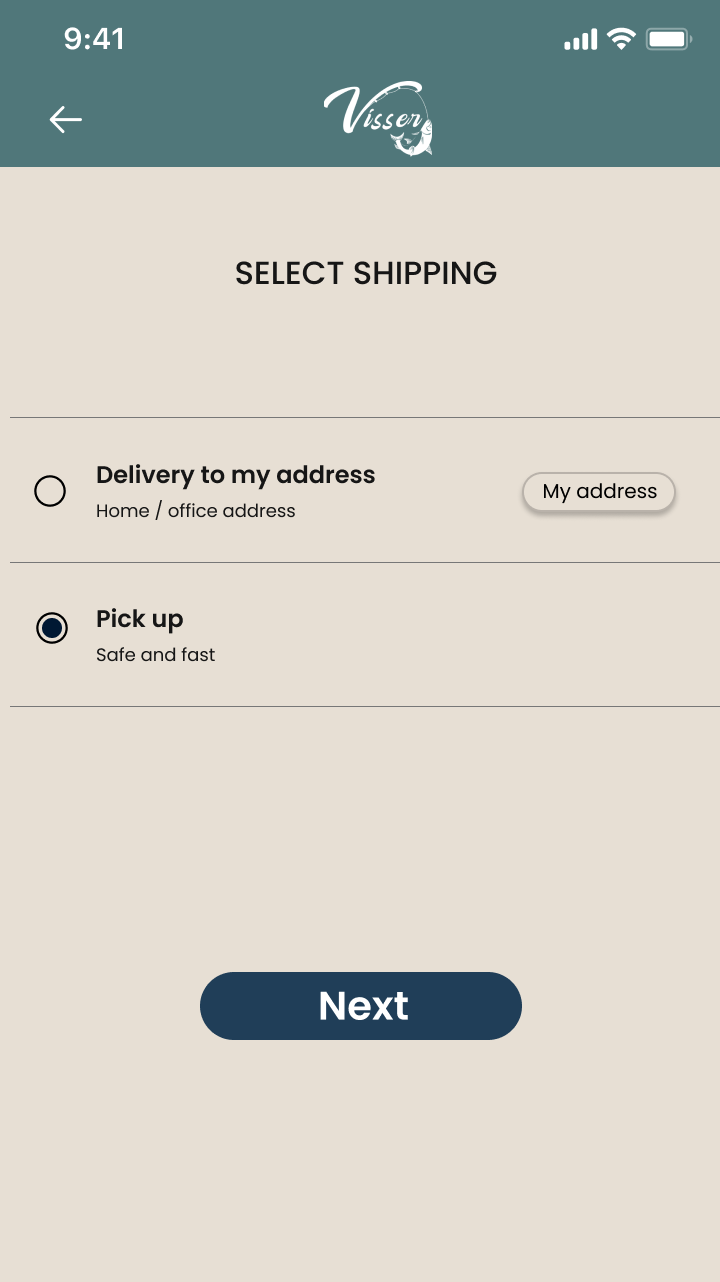 9:41
Visser
SELECT SHIPPING
Delivery to my address
Home / office address
My address
Pick up
Safe and fast
Next